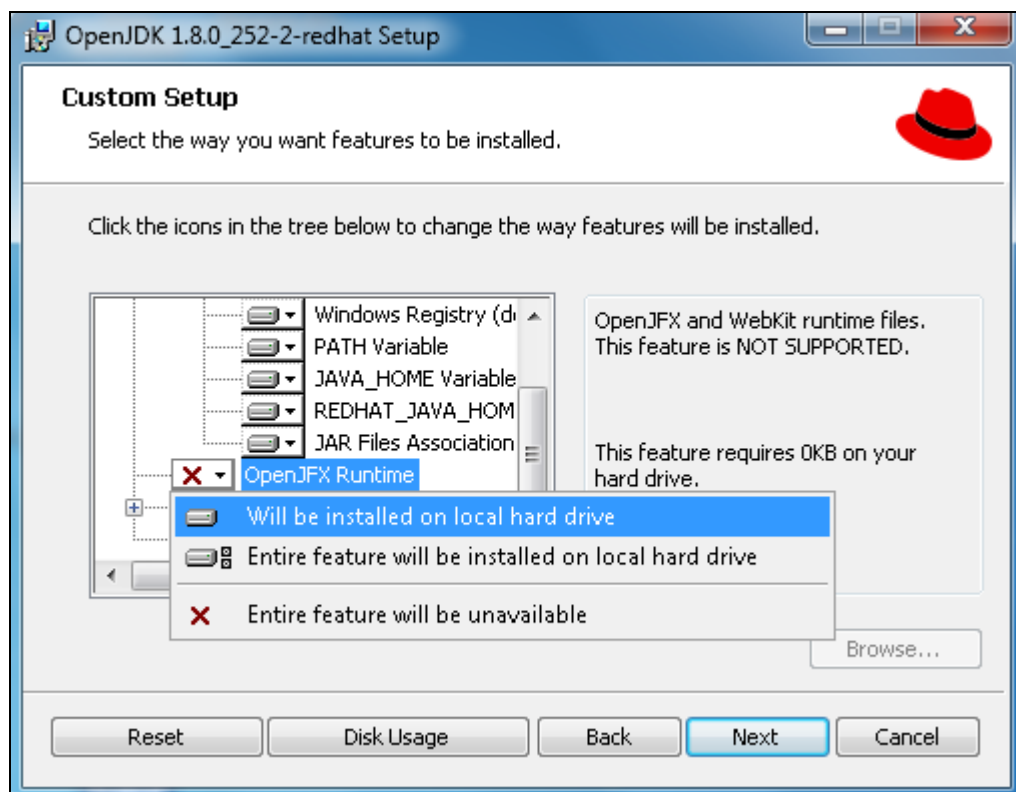 OpenJDK 1.8.0_252-2-redhat Setup
Custom Setup
Select the way you want features to be installed.
Click the icons in the tree below to change the way features will be installed.
Windows Registry (d
PATH Variable
JAVA_HOME Variable
REDHAT_JAVA_HOM
JAR Files Association
OpenJFX Runtime
OpenJFX and WebKit runtime files.
This feature is NOT SUPPORTED.
This feature requires 0KB on your
hard drive.
Will be installed on local hard drive
Entire feature will be installed on local hard drive
Entire feature will be unavailable
Browse...
Reset
Disk Usage
Back
Next
Cancel